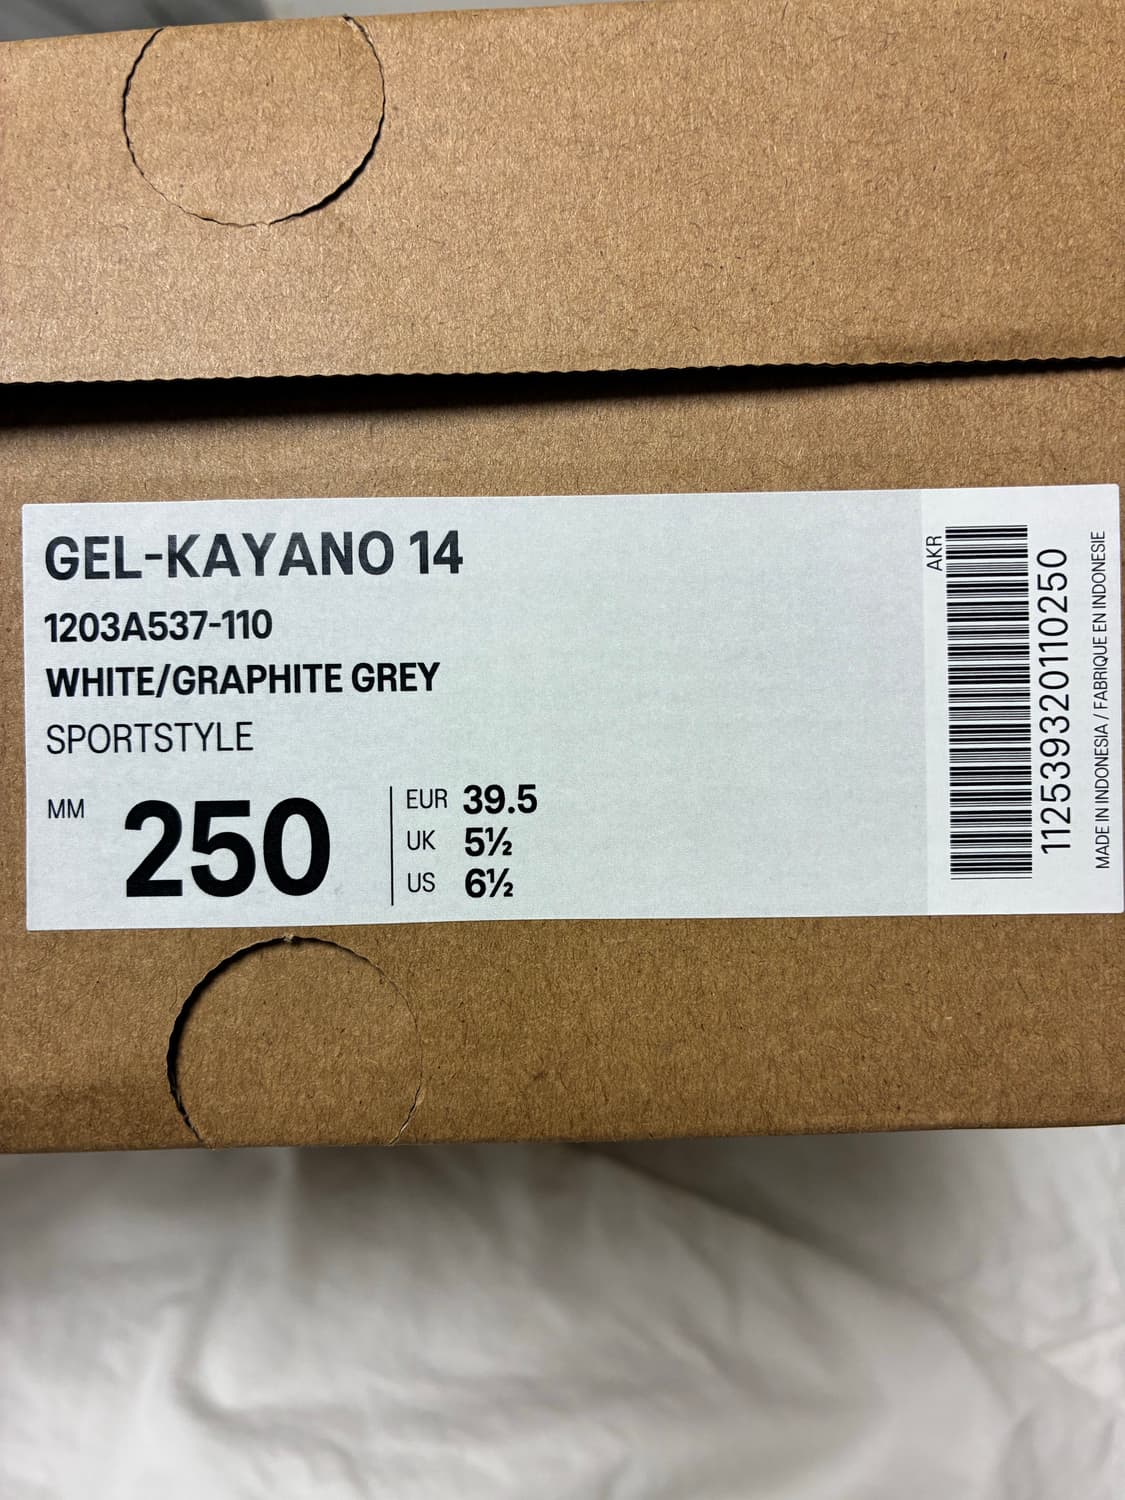 GEL-KAYANO 14
1203A537-110
WHITE/GRAPHITE GREY
SPORTSTYLE
MM 250
EUR 39.5
UK 5½
US 6½
AKR
112539320110250
MADE IN INDONESIA / FABRIQUE EN INDONESIE